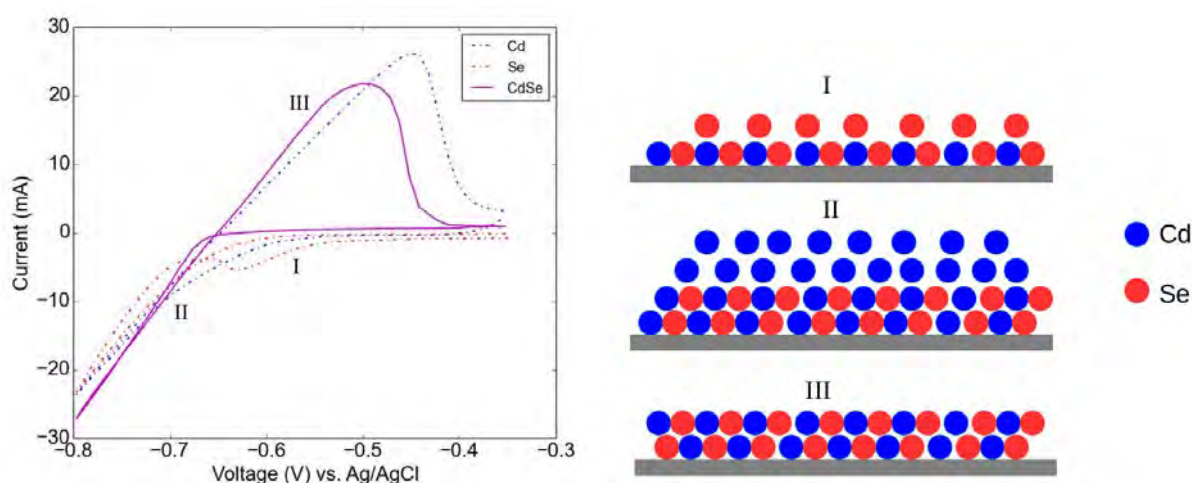 30
20
10
0
−10
−20
−30
Current (mA)
−0.8
−0.7
−0.6
−0.5
−0.4
−0.3
Voltage (V) vs. Ag/AgCl
Cd
Se
CdSe
III
I
II
I
II
III
Cd
Se